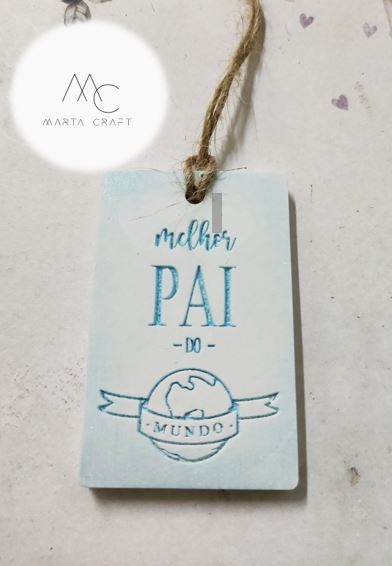 MC
MARTA CRAFT
melhor
PAI
- DO -
· MUNDO ·